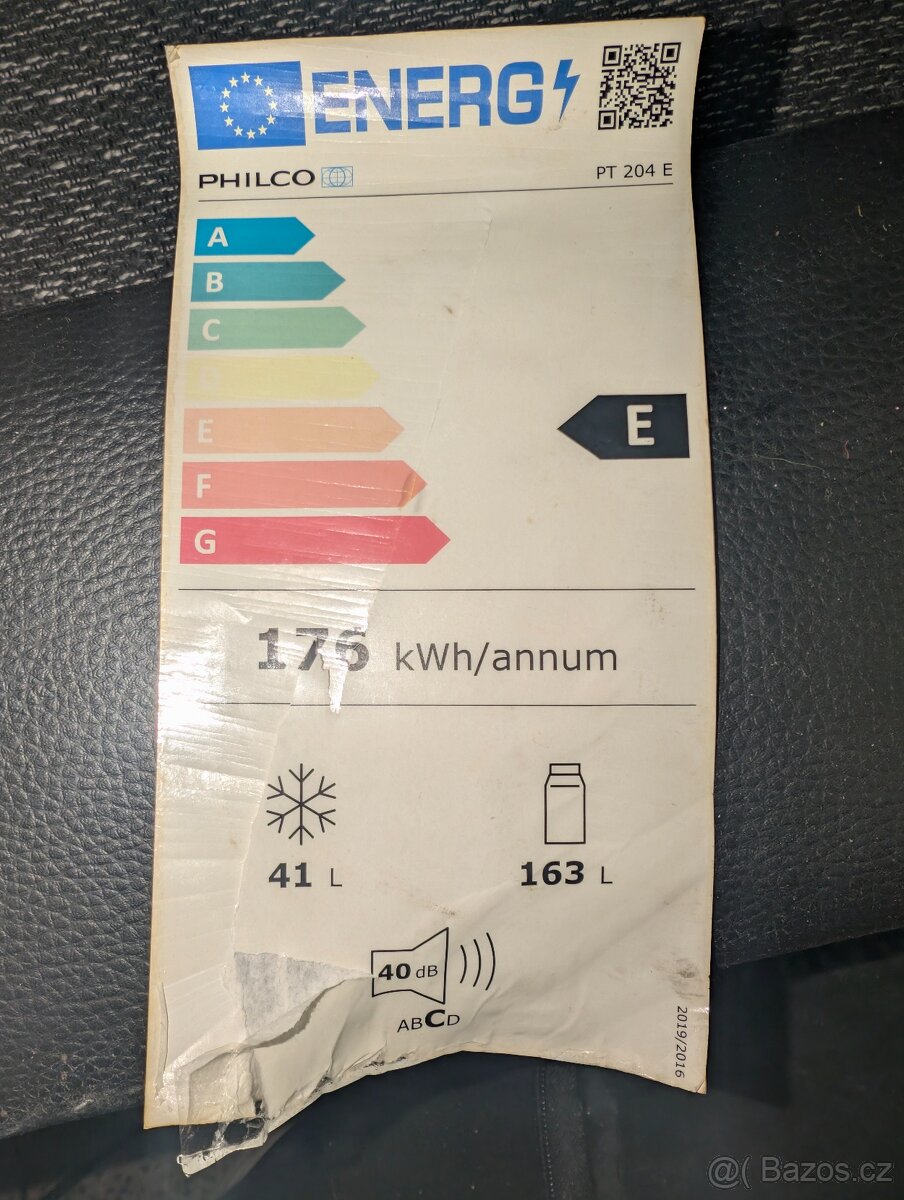 ENERG
PHILCO
PT 204 E
A
B
C
D
E
E
F
G
176 kWh/annum
41 L
163 L
40 dB
ABCD
2019/2016
@( Bazos.cz